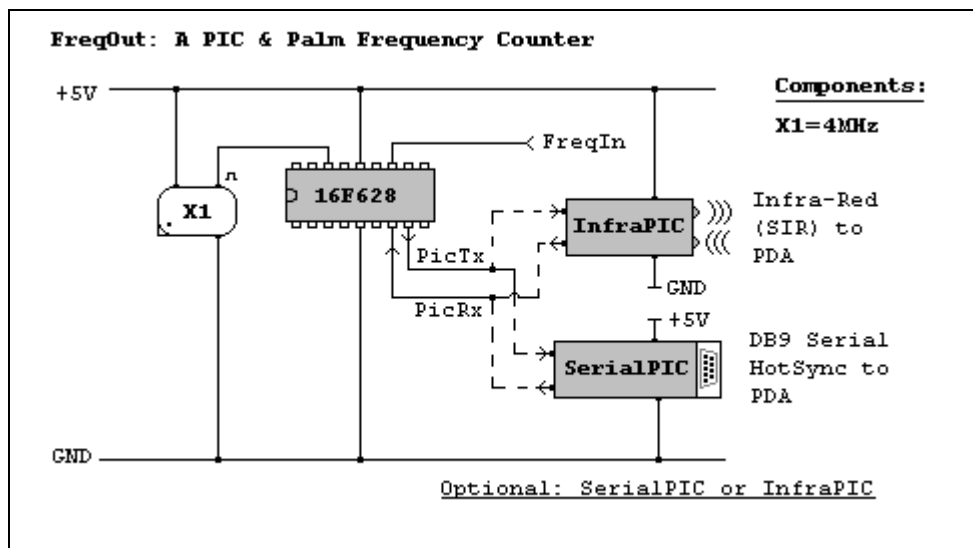 FreqOut: A PIC & Palm Frequency Counter
+5V
Components:
X1=4MHz
FreqIn
16F628
X1
InfraPIC
Infra-Red
(SIR) to
PDA
PicTx
GND
PicRx
+5V
SerialPIC
DB9 Serial
HotSync to
PDA
GND
Optional: SerialPIC or InfraPIC